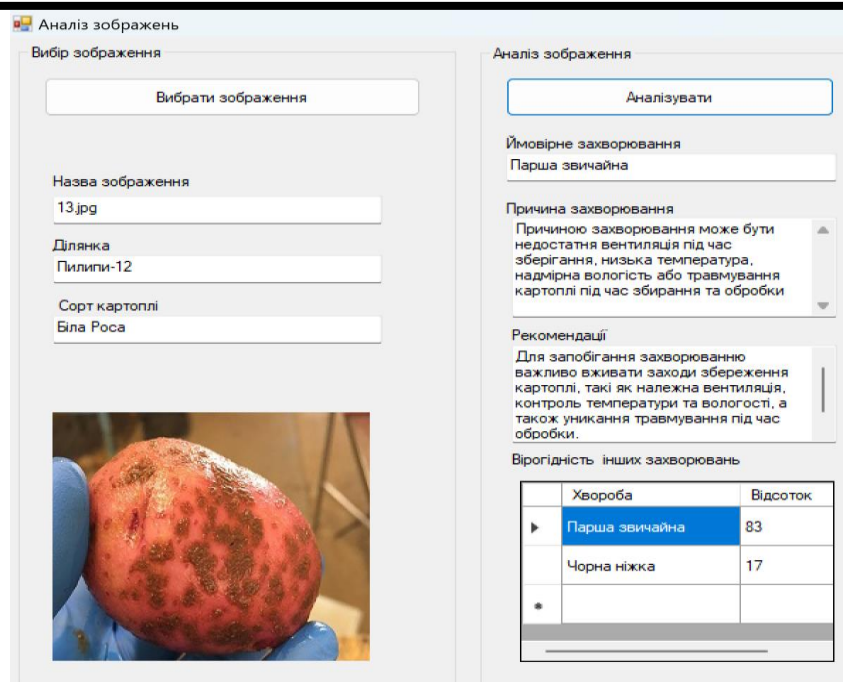 Аналіз зображень
Вибір зображення
Вибрати зображення
Назва зображення
13.jpg
Ділянка
Пилипи-12
Сорт картоплі
Біла Роса
Аналіз зображення
Аналізувати
Ймовірне захворювання
Парша звичайна
Причина захворювання
Причиною захворювання може бути
недостатня вентиляція під час
зберігання, низька температура,
надмірна вологість або травмування
картоплі під час збирання та обробки
Рекомендації
Для запобігання захворюванню
важливо вживати заходи збереження
картоплі, такі як належна вентиляція,
контроль температури та вологості, а
також уникання травмування під час
обробки.
Вірогідність інших захворювань
Хвороба Відсоток
Парша звичайна 83
Чорна ніжка 17